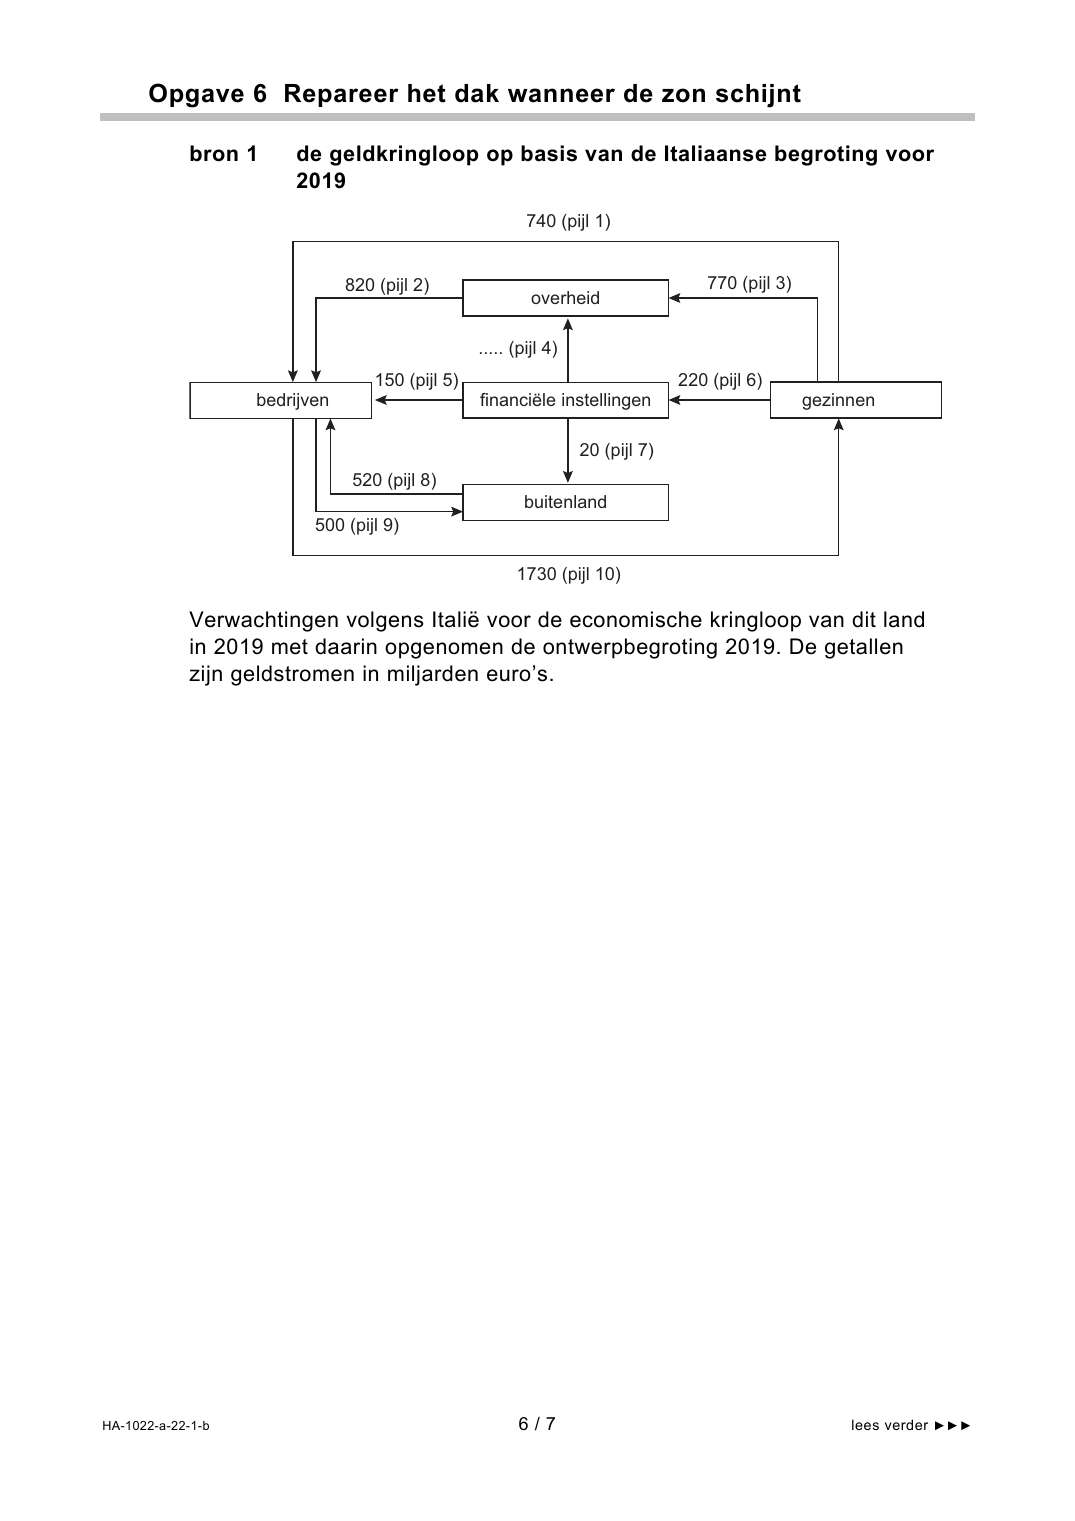 Opgave 6 Repareer het dak wanneer de zon schijnt
bron 1 de geldkringloop op basis van de Italiaanse begroting voor
2019
740 (pijl 1)
820 (pijl 2)
overheid
770 (pijl 3)
..... (pijl 4)
bedrijven
150 (pijl 5)
financiële instellingen
220 (pijl 6)
gezinnen
20 (pijl 7)
520 (pijl 8)
buitenland
500 (pijl 9)
1730 (pijl 10)
Verwachtingen volgens Italië voor de economische kringloop van dit land
in 2019 met daarin opgenomen de ontwerpbegroting 2019. De getallen
zijn geldstromen in miljarden euro’s.
HA-1022-a-22-1-b
6 / 7
lees verder ►►►